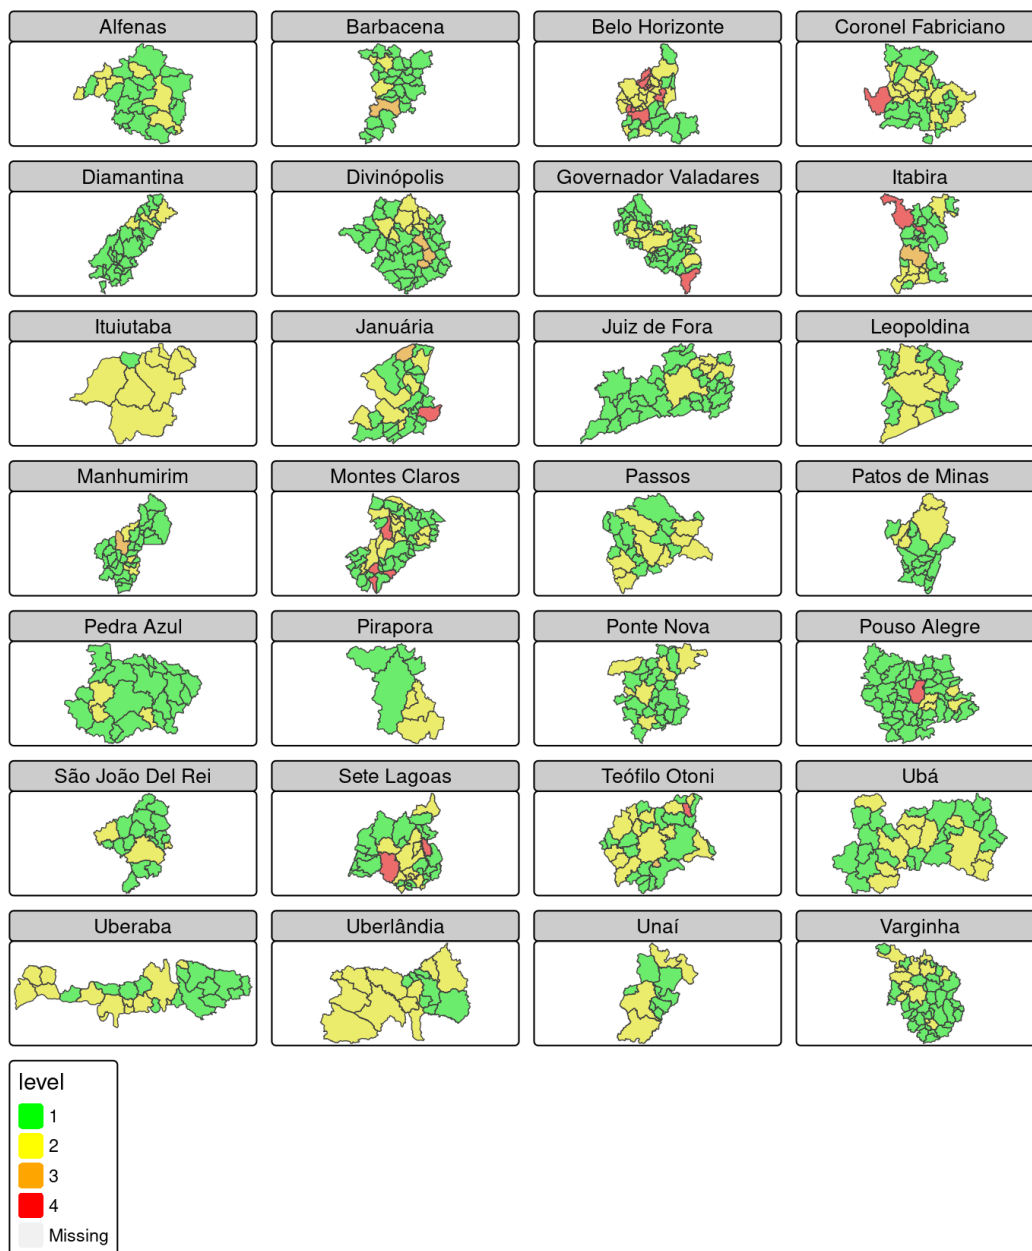 Alfenas
Barbacena
Belo Horizonte
Coronel Fabriciano
Diamantina
Divinópolis
Governador Valadares
Itabira
Ituiutaba
Januária
Juiz de Fora
Leopoldina
Manhumirim
Montes Claros
Passos
Patos de Minas
Pedra Azul
Pirapora
Ponte Nova
Pouso Alegre
São João Del Rei
Sete Lagoas
Teófilo Otoni
Ubá
Uberaba
Uberlândia
Unaí
Varginha
level
1
2
3
4
Missing